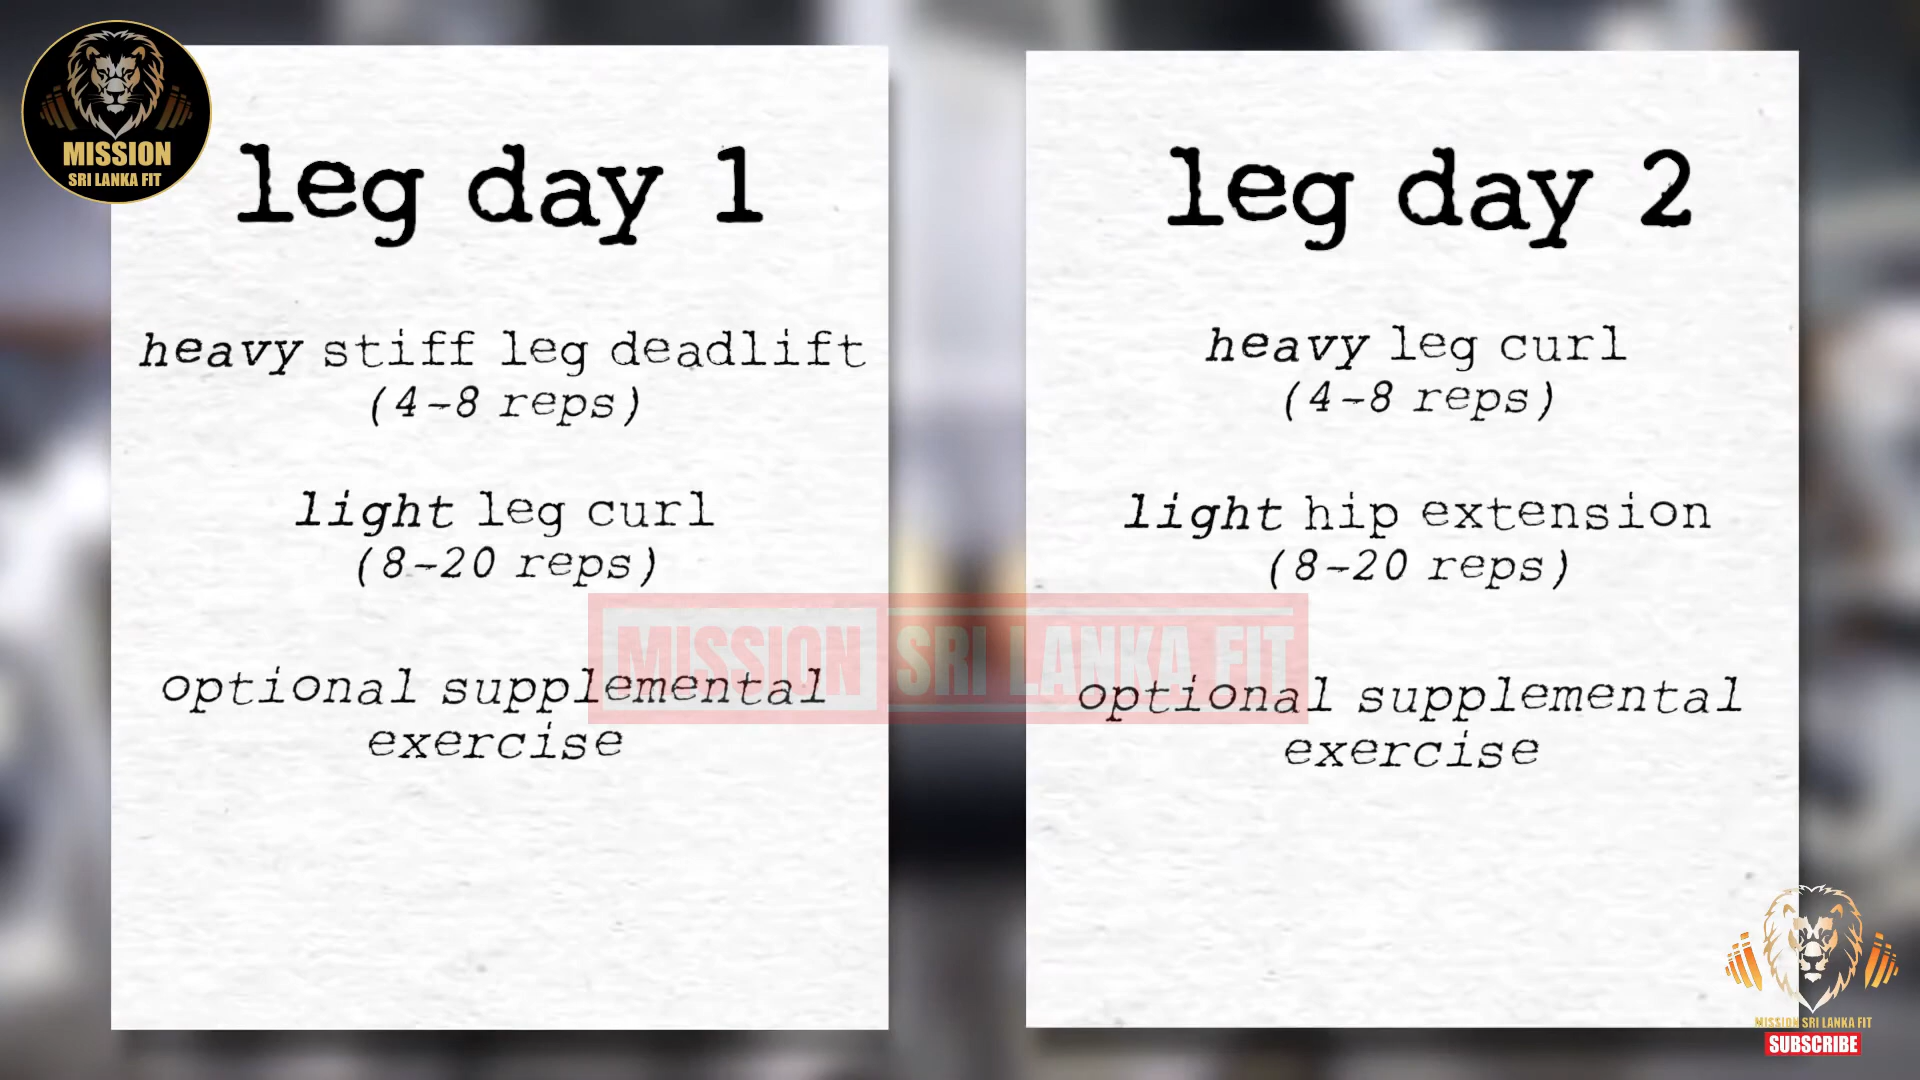 MISSION
SRI LANKA FIT
leg day 1
heavy stiff leg deadlift
(4-8 reps)
light leg curl
(8-20 reps)
optional supplemental
exercise
leg day 2
heavy leg curl
(4-8 reps)
light hip extension
(8-20 reps)
optional supplemental
exercise
MISSION SRI LANKA FIT
MISSION SRI LANKA FIT
SUBSCRIBE